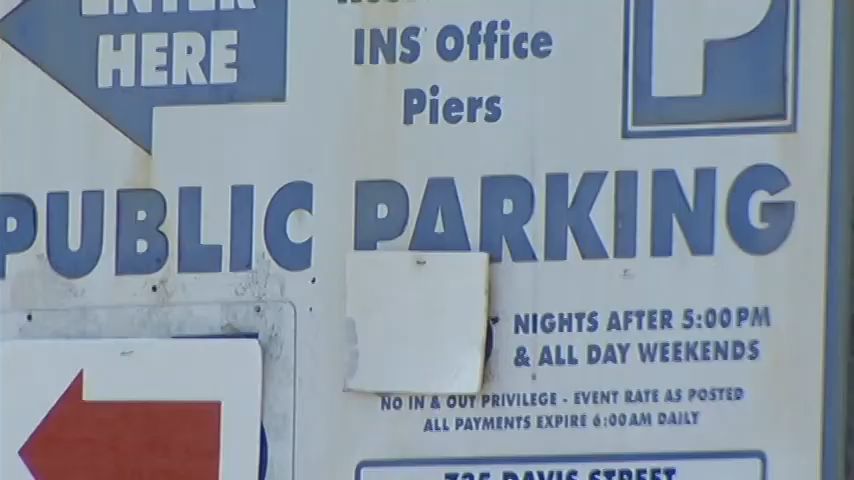 ENTER
HERE
INS Office
Piers
P
PUBLIC PARKING
NIGHTS AFTER 5:00PM
& ALL DAY WEEKENDS
NO IN & OUT PRIVILEGE - EVENT RATE AS POSTED
ALL PAYMENTS EXPIRE 6:00AM DAILY
735 DAVIS STREET